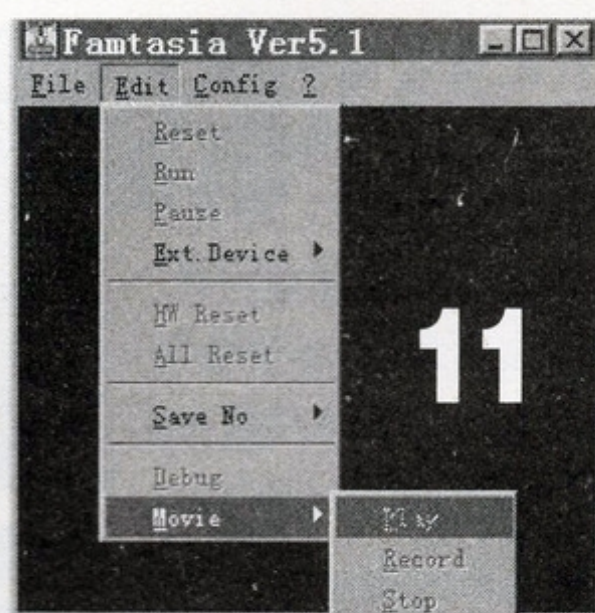 Famtasia Ver5.1
File Edit Config ?
Reset
Run
Pause
Ext.Device
HW Reset
All Reset
Save No
Debug
Movie
Play
Record
Stop
11